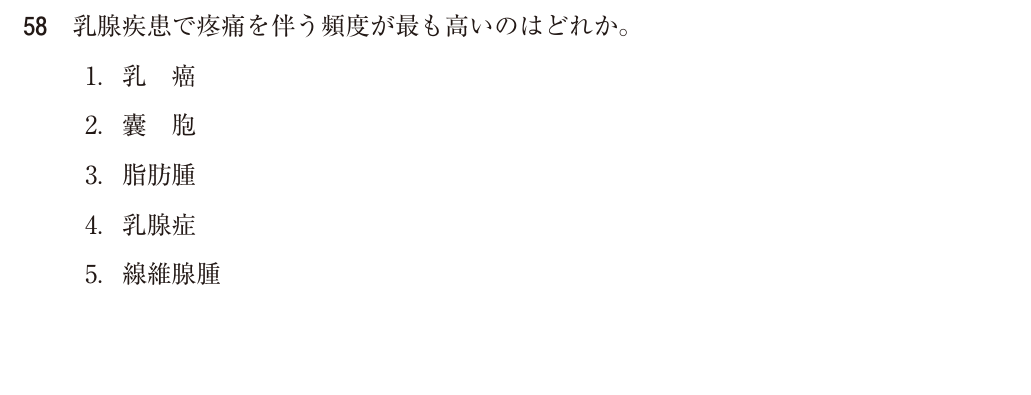 58 乳腺疾患で疼痛を伴う頻度が最も高いのはどれか。
1. 乳 癌
2. 囊 胞
3. 脂肪腫
4. 乳腺症
5. 線維腺腫